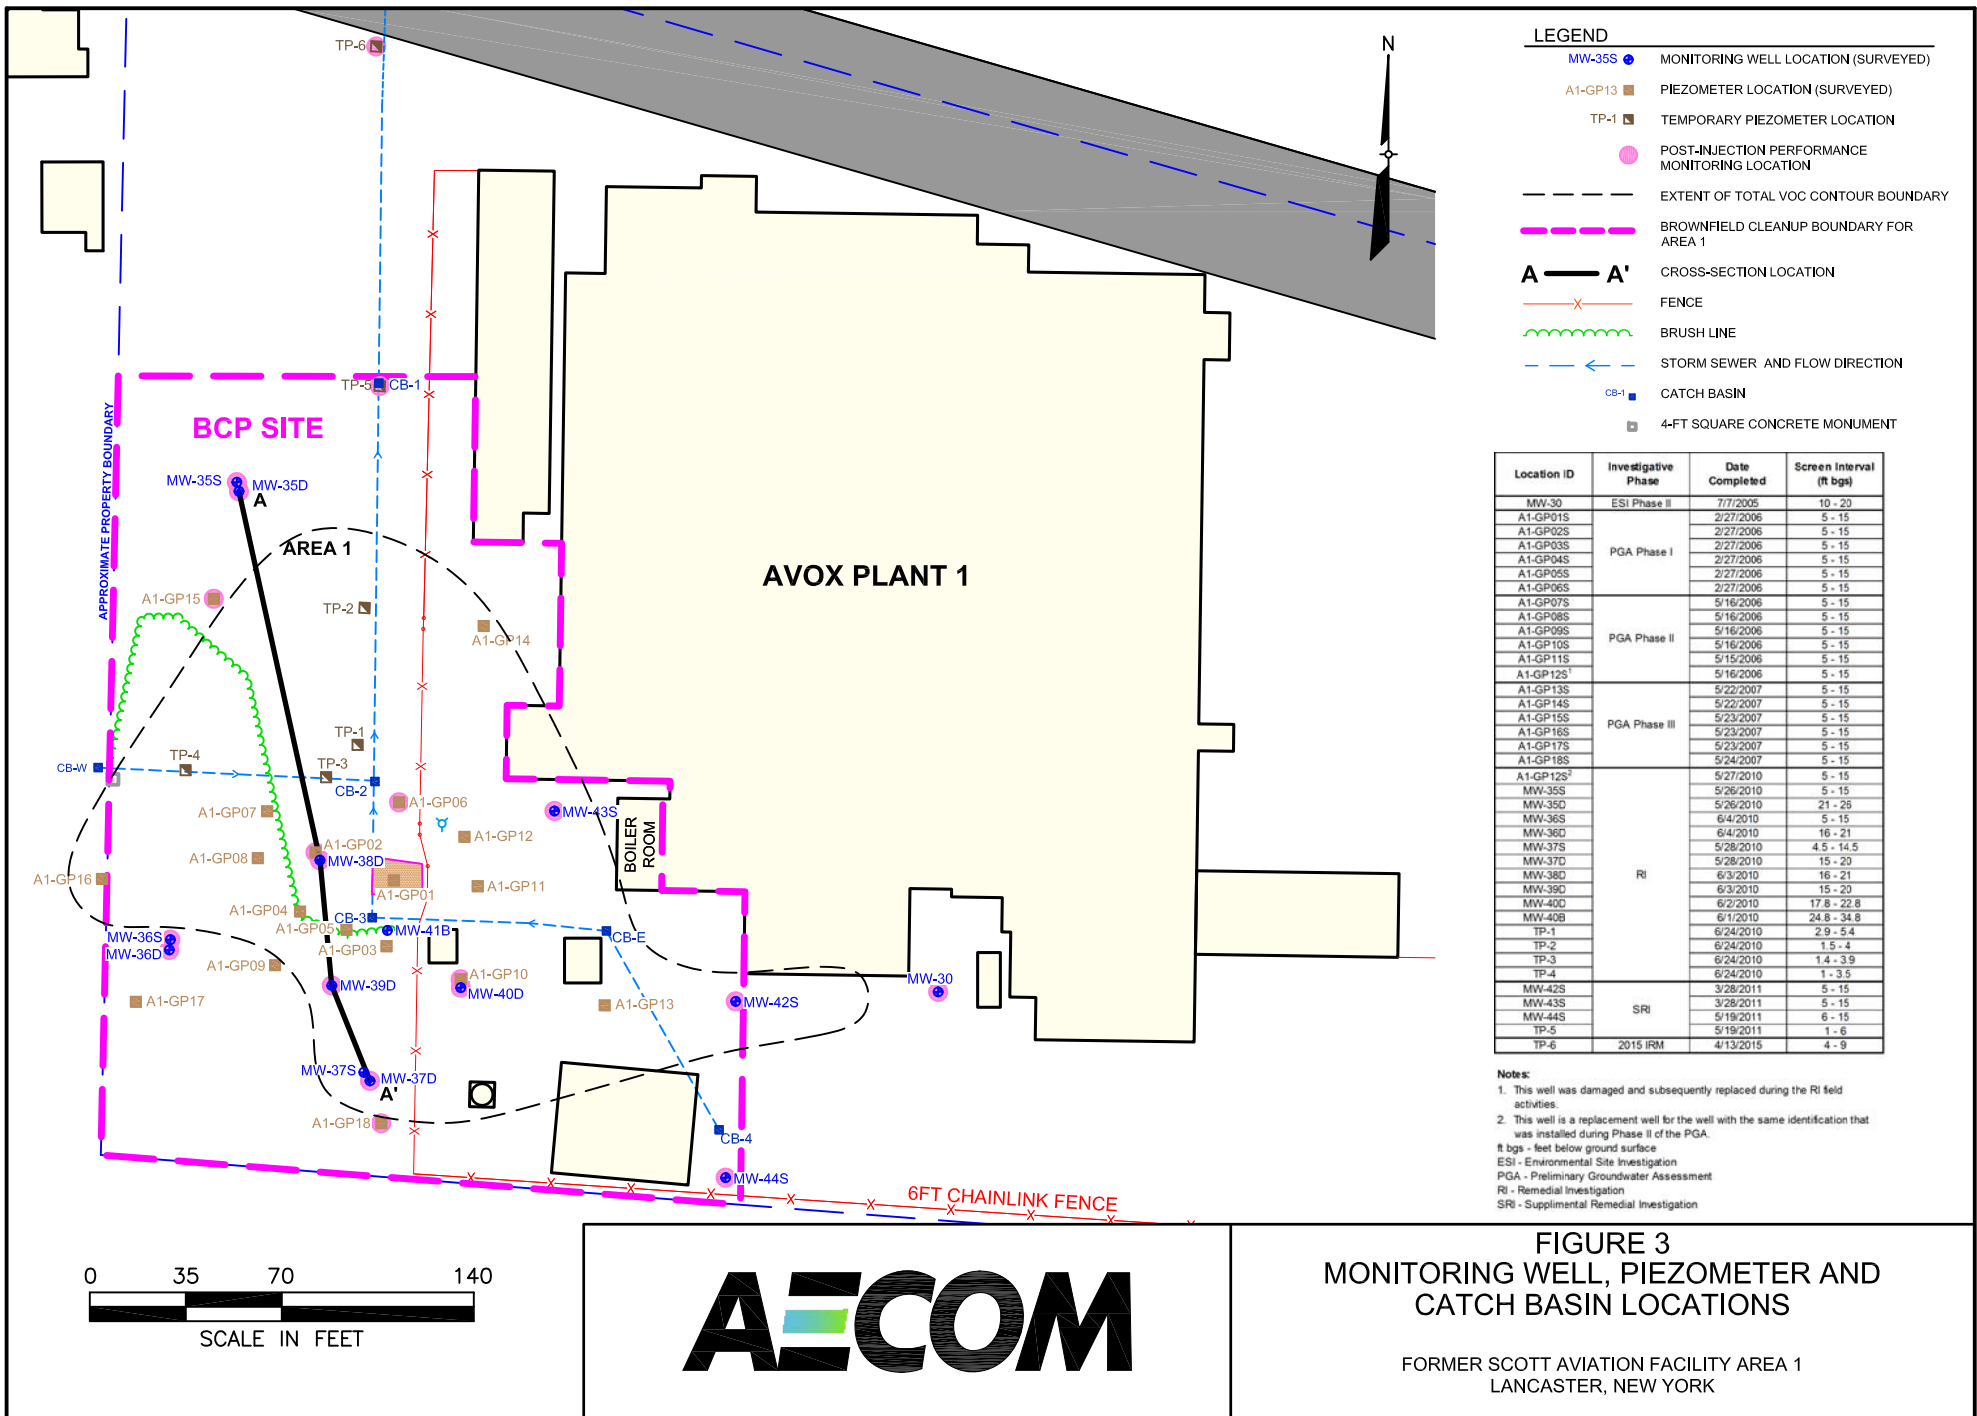 TP-6
N
TP-5
CB-1
BCP SITE
APPROXIMATE PROPERTY BOUNDARY
MW-35S
MW-35D
A
AREA 1
AVOX PLANT 1
A1-GP15
TP-2
A1-GP14
TP-1
TP-4
TP-3
CB-W
CB-2
A1-GP06
A1-GP07
MW-43S
A1-GP12
A1-GP02
MW-38D
A1-GP08
BOILER
ROOM
A1-GP16
A1-GP01
A1-GP11
A1-GP04
CB-3
A1-GP05
MW-41B
CB-E
MW-36S
MW-36D
A1-GP03
A1-GP09
A1-GP10
MW-39D
MW-40D
MW-30
A1-GP17
A1-GP13
MW-42S
MW-37S
MW-37D
A'
A1-GP18
CB-4
MW-44S
6FT CHAINLINK FENCE
LEGEND
MW-35S MONITORING WELL LOCATION (SURVEYED)
A1-GP13 PIEZOMETER LOCATION (SURVEYED)
TP-1 TEMPORARY PIEZOMETER LOCATION
POST-INJECTION PERFORMANCE
MONITORING LOCATION
EXTENT OF TOTAL VOC CONTOUR BOUNDARY
BROWNFIELD CLEANUP BOUNDARY FOR
AREA 1
A A' CROSS-SECTION LOCATION
X FENCE
BRUSH LINE
STORM SEWER AND FLOW DIRECTION
CB-1 CATCH BASIN
4-FT SQUARE CONCRETE MONUMENT
Location ID Investigative Phase Date Completed Screen Interval (ft bgs)
MW-30 ESI Phase II 7/7/2005 10 - 20
A1-GP01S 2/27/2006 5 - 15
A1-GP02S 2/27/2006 5 - 15
A1-GP03S 2/27/2006 5 - 15
PGA Phase I
A1-GP04S 2/27/2006 5 - 15
A1-GP05S 2/27/2006 5 - 15
A1-GP06S 2/27/2006 5 - 15
A1-GP07S 5/16/2006 5 - 15
A1-GP08S 5/16/2006 5 - 15
A1-GP09S 5/16/2006 5 - 15
PGA Phase II
A1-GP10S 5/16/2006 5 - 15
A1-GP11S 5/15/2006 5 - 15
A1-GP12S1 5/16/2006 5 - 15
A1-GP13S 5/22/2007 5 - 15
A1-GP14S 5/22/2007 5 - 15
A1-GP15S 5/23/2007 5 - 15
PGA Phase III
A1-GP16S 5/23/2007 5 - 15
A1-GP17S 5/23/2007 5 - 15
A1-GP18S 5/24/2007 5 - 15
A1-GP12S2 5/27/2010 5 - 15
MW-35S 5/26/2010 5 - 15
MW-35D 5/26/2010 21 - 26
MW-36S 6/4/2010 5 - 15
MW-36D 6/4/2010 16 - 21
MW-37S 5/28/2010 4.5 - 14.5
MW-37D 5/28/2010 15 - 20
MW-38D RI 6/3/2010 16 - 21
MW-39D 6/3/2010 15 - 20
MW-40D 6/2/2010 17.8 - 22.8
MW-40B 6/1/2010 24.8 - 34.8
TP-1 6/24/2010 2.9 - 5.4
TP-2 6/24/2010 1.5 - 4
TP-3 6/24/2010 1.4 - 3.9
TP-4 6/24/2010 1 - 3.5
MW-42S 3/28/2011 5 - 15
MW-43S 3/28/2011 5 - 15
SRI
MW-44S 5/19/2011 6 - 15
TP-5 5/19/2011 1 - 6
TP-6 2015 IRM 4/13/2015 4 - 9
Notes:
1. This well was damaged and subsequently replaced during the RI field
activities.
2. This well is a replacement well for the well with the same identification that
was installed during Phase II of the PGA.
ft bgs - feet below ground surface
ESI - Environmental Site Investigation
PGA - Preliminary Groundwater Assessment
RI - Remedial Investigation
SRI - Supplimental Remedial Investigation
0 35 70 140
SCALE IN FEET
AECOM
FIGURE 3
MONITORING WELL, PIEZOMETER AND
CATCH BASIN LOCATIONS
FORMER SCOTT AVIATION FACILITY AREA 1
LANCASTER, NEW YORK